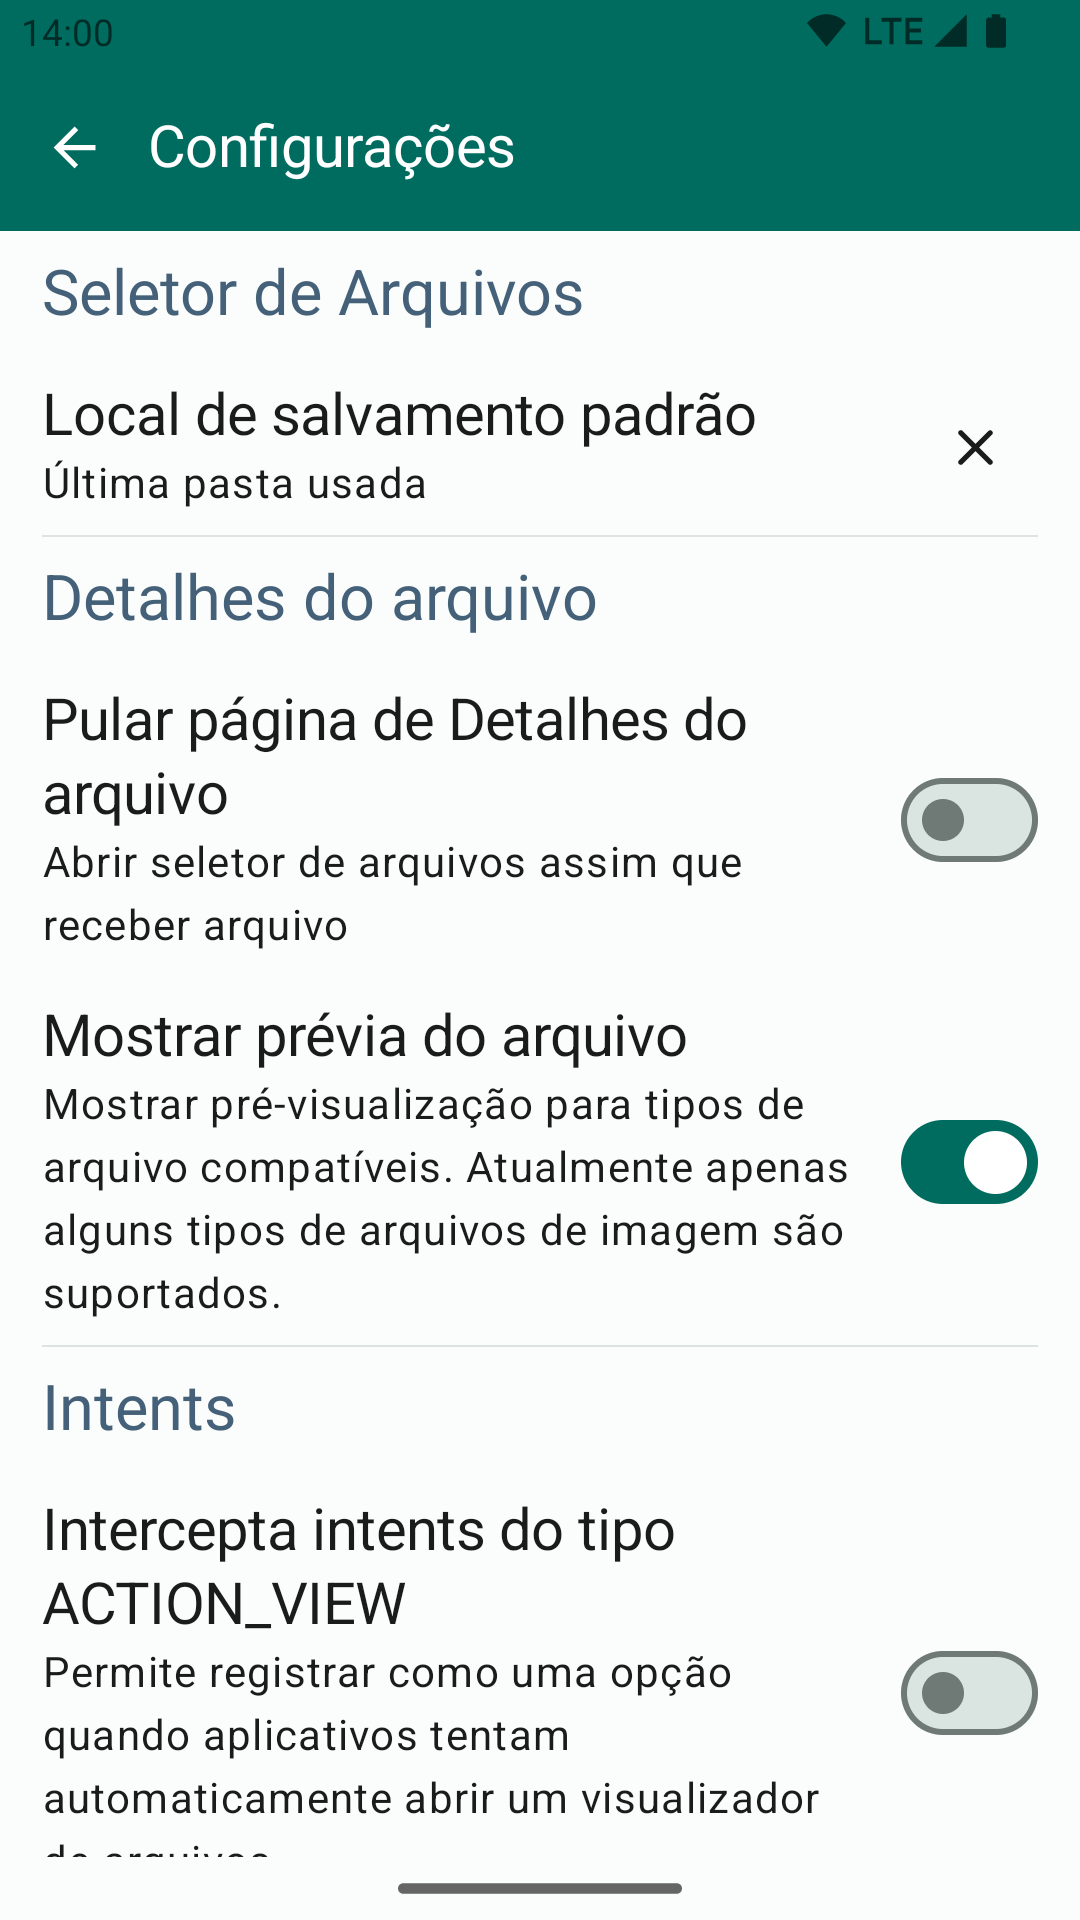 14:00
LTE
Configurações
Seletor de Arquivos
Local de salvamento padrão
Última pasta usada
Detalhes do arquivo
Pular página de Detalhes do
arquivo
Abrir seletor de arquivos assim que
receber arquivo
Mostrar prévia do arquivo
Mostrar pré-visualização para tipos de
arquivo compatíveis. Atualmente apenas
alguns tipos de arquivos de imagem são
suportados.
Intents
Intercepta intents do tipo
ACTION_VIEW
Permite registrar como uma opção
quando aplicativos tentam
automaticamente abrir um visualizador
de arquivos